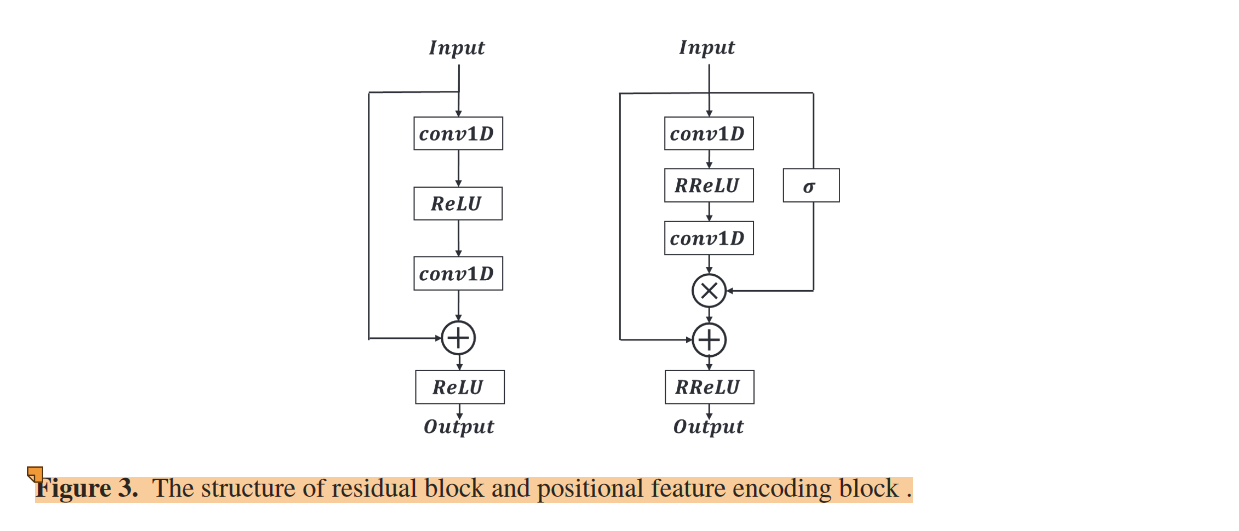 Input
conv1D
ReLU
conv1D
ReLU
Output
Input
conv1D
RReLU
σ
conv1D
RReLU
Output
Figure 3. The structure of residual block and positional feature encoding block .